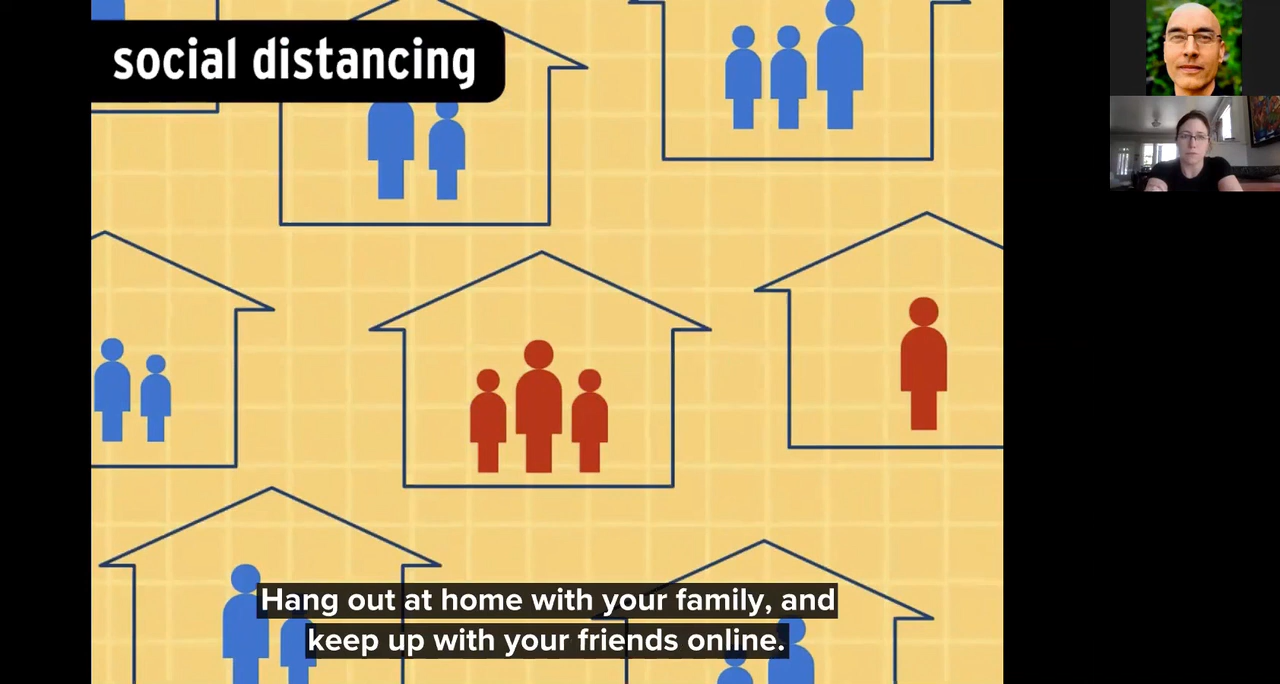 social distancing
Hang out at home with your family, and
keep up with your friends online.